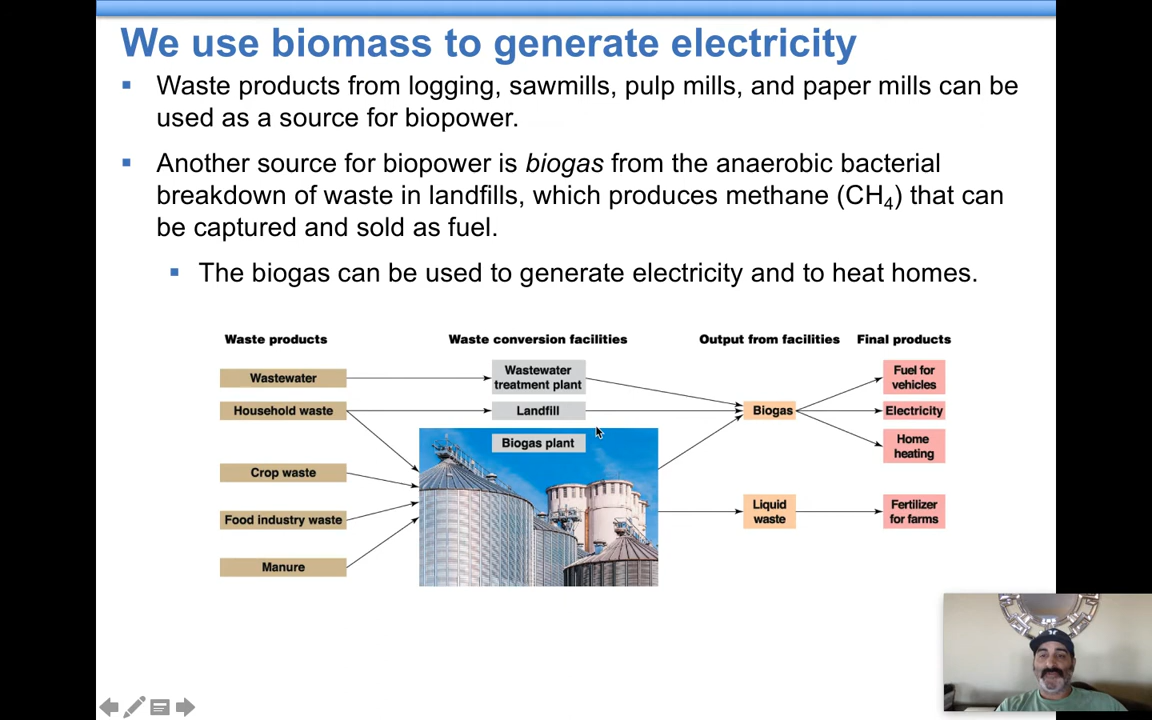 We use biomass to generate electricity
Waste products from logging, sawmills, pulp mills, and paper mills can be
used as a source for biopower.
Another source for biopower is biogas from the anaerobic bacterial
breakdown of waste in landfills, which produces methane (CH₄) that can
be captured and sold as fuel.
The biogas can be used to generate electricity and to heat homes.
Waste products
Waste conversion facilities
Output from facilities
Final products
Wastewater
Wastewater
treatment plant
Fuel for
vehicles
Household waste
Landfill
Biogas
Electricity
Biogas plant
Home
heating
Crop waste
Food industry waste
Liquid
waste
Fertilizer
for farms
Manure